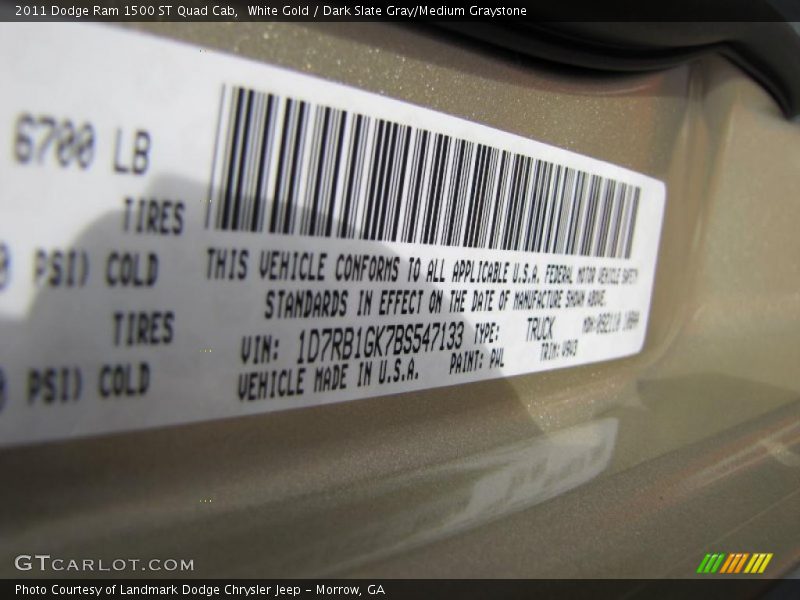 2011 Dodge Ram 1500 ST Quad Cab, White Gold / Dark Slate Gray/Medium Graystone
6700 LB
TIRES
PSI) COLD
TIRES
PSI) COLD
THIS VEHICLE CONFORMS TO ALL APPLICABLE U.S.A. FEDERAL MOTOR VEHICLE SAFETY
STANDARDS IN EFFECT ON THE DATE OF MANUFACTURE SHOWN ABOVE.
VIN: 1D7RB1GK7BS547133 TYPE: TRUCK MDH:
VEHICLE MADE IN U.S.A. PAINT: PWL TRIM:
GTCARLOT.COM
Photo Courtesy of Landmark Dodge Chrysler Jeep - Morrow, GA